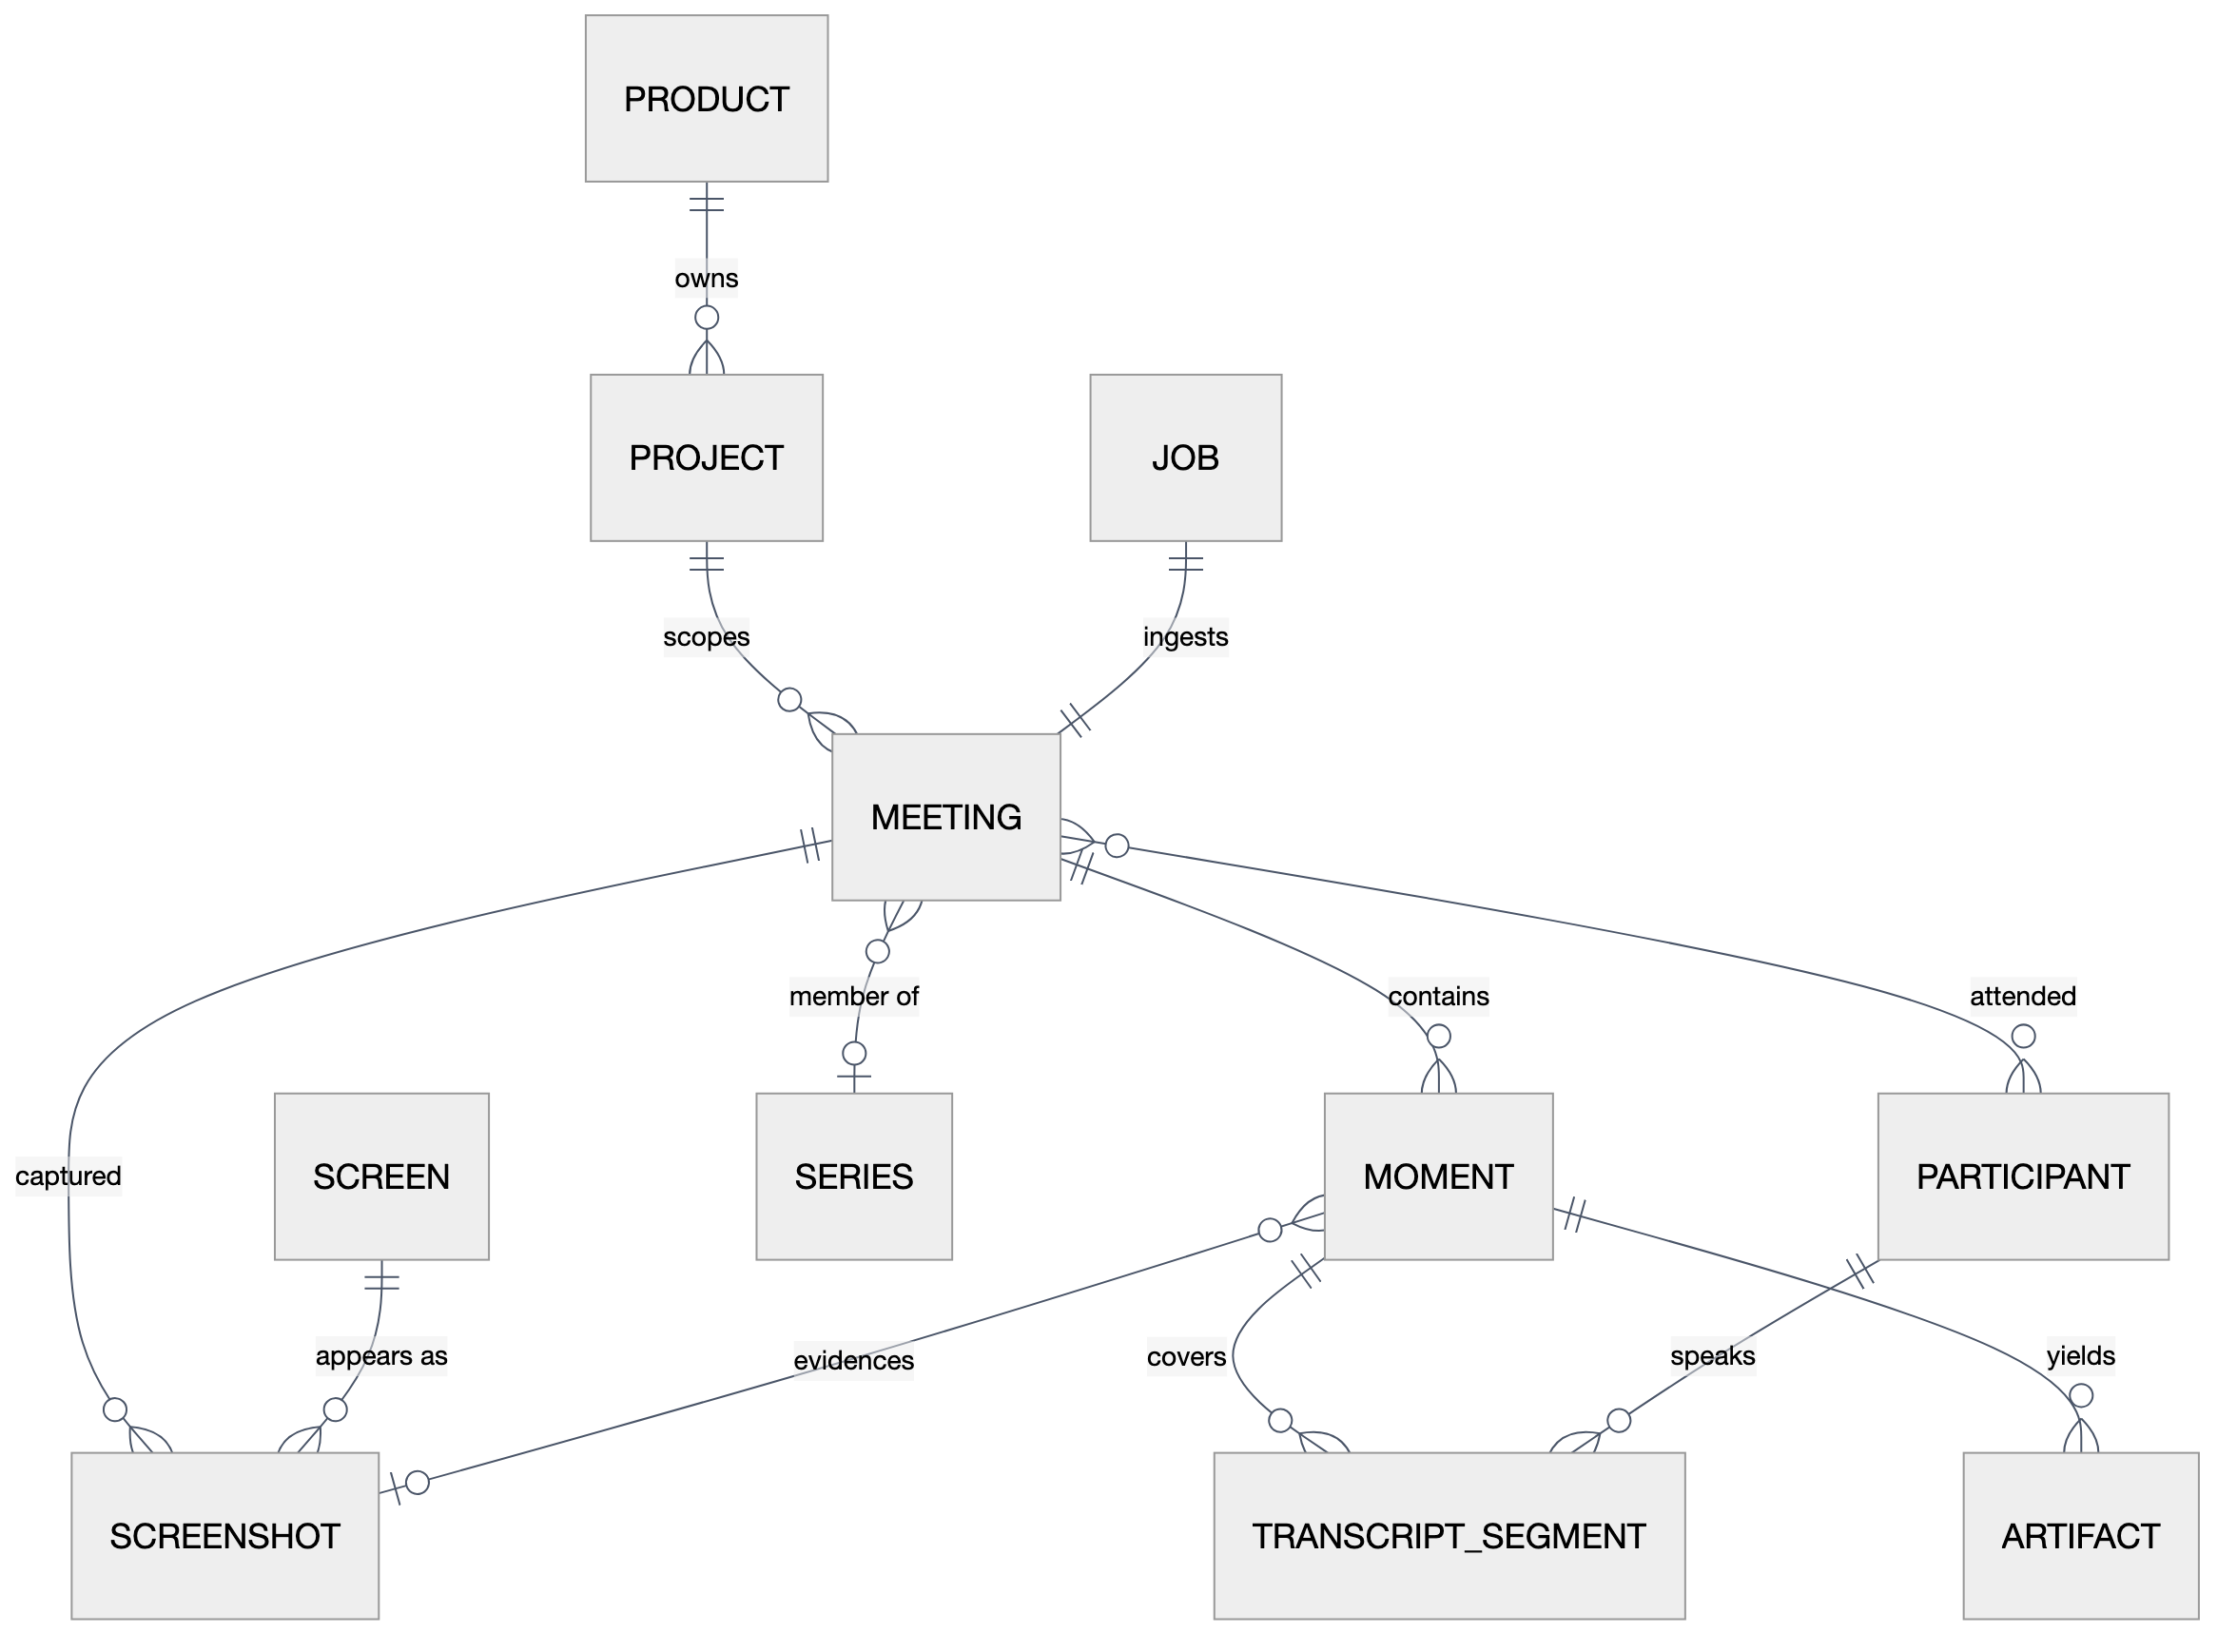 PRODUCT
owns
PROJECT
JOB
scopes
ingests
MEETING
member of
contains
attended
captured
SCREEN
SERIES
MOMENT
PARTICIPANT
appears as
evidences
covers
speaks
yields
SCREENSHOT
TRANSCRIPT_SEGMENT
ARTIFACT